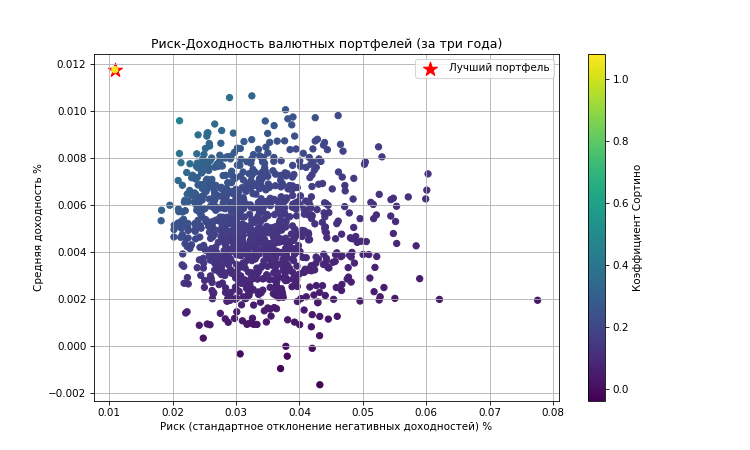 Риск-Доходность валютных портфелей (за три года)
Лучший портфель
Средняя доходность %
0.012
0.010
0.008
0.006
0.004
0.002
0.000
−0.002
0.01 0.02 0.03 0.04 0.05 0.06 0.07 0.08
Риск (стандартное отклонение негативных доходностей) %
1.0
0.8
0.6
0.4
0.2
0.0
Коэффициент Сортино